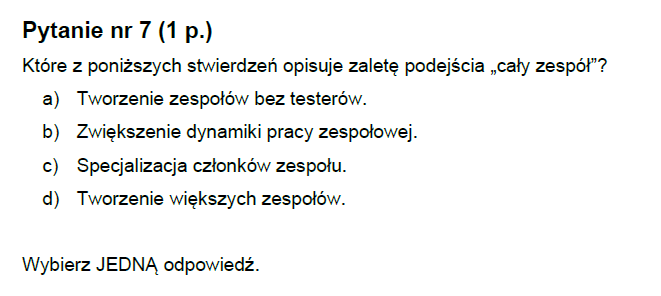 Pytanie nr 7 (1 p.)
Które z poniższych stwierdzeń opisuje zaletę podejścia „cały zespół”?
a) Tworzenie zespołów bez testerów.
b) Zwiększenie dynamiki pracy zespołowej.
c) Specjalizacja członków zespołu.
d) Tworzenie większych zespołów.
Wybierz JEDNĄ odpowiedź.